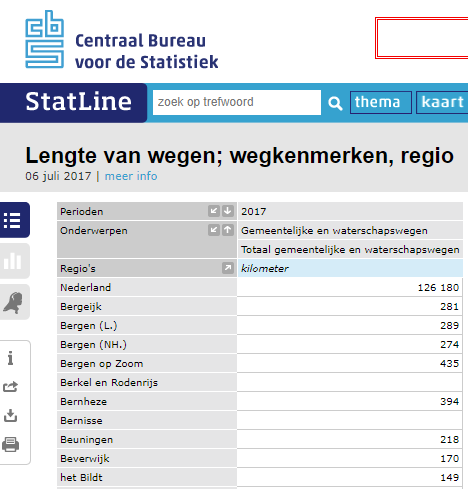 cbs
Centraal Bureau
voor de Statistiek
StatLine
zoek op trefwoord
thema
kaart
Lengte van wegen; wegkenmerken, regio
06 juli 2017 | meer info
Perioden 2017
Onderwerpen Gemeentelijke en waterschapswegen
Totaal gemeentelijke en waterschapswegen
Regio's kilometer
Nederland 126 180
Bergeijk 281
Bergen (L.) 289
Bergen (NH.) 274
Bergen op Zoom 435
Berkel en Rodenrijs
Bernheze 394
Bernisse
Beuningen 218
Beverwijk 170
het Bildt 149